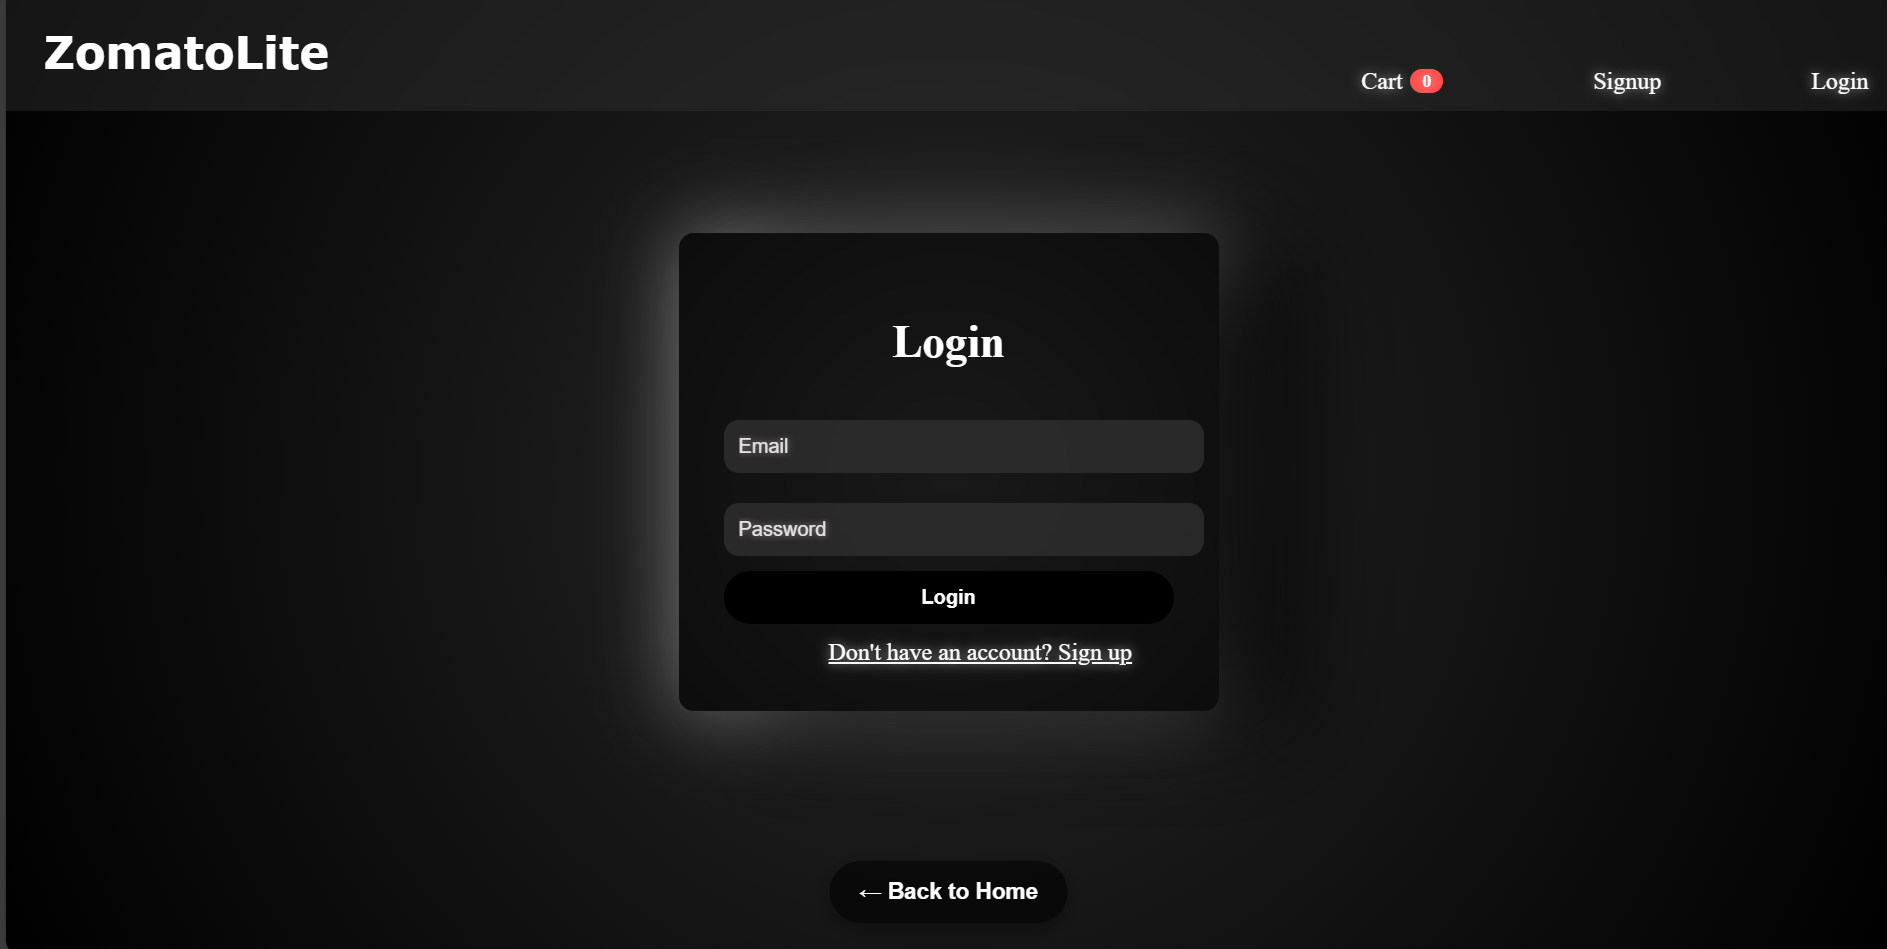 ZomatoLite
Cart 0 Signup Login
Login
Email
Password
Login
Don't have an account? Sign up
← Back to Home